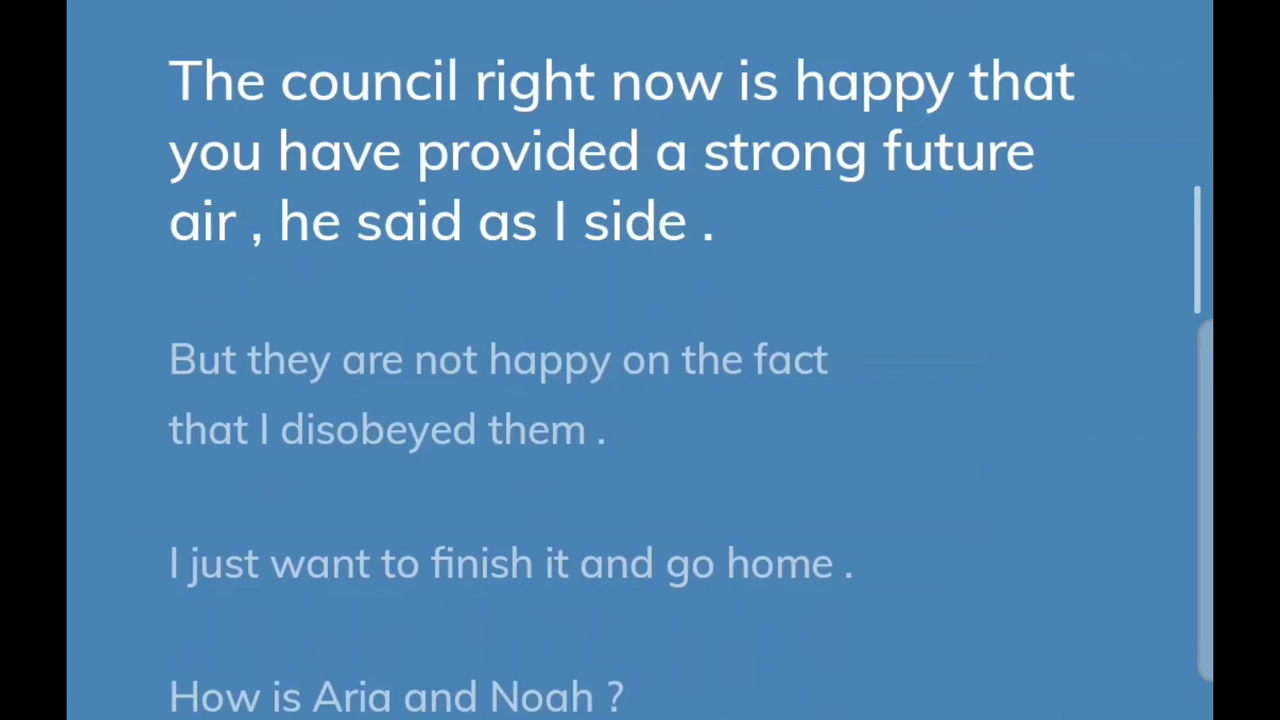 The council right now is happy that
you have provided a strong future
air , he said as I side .
But they are not happy on the fact
that I disobeyed them .
I just want to finish it and go home .
How is Aria and Noah ?